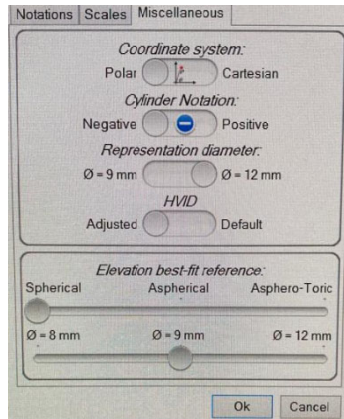 Notations Scales Miscellaneous
Coordinate system:
Polar Cartesian
Cylinder Notation:
Negative Positive
Representation diameter:
Ø = 9 mm Ø = 12 mm
HVID
Adjusted Default
Elevation best-fit reference:
Spherical Aspherical Asphero-Toric
Ø = 8 mm Ø = 9 mm Ø = 12 mm
Ok Cancel